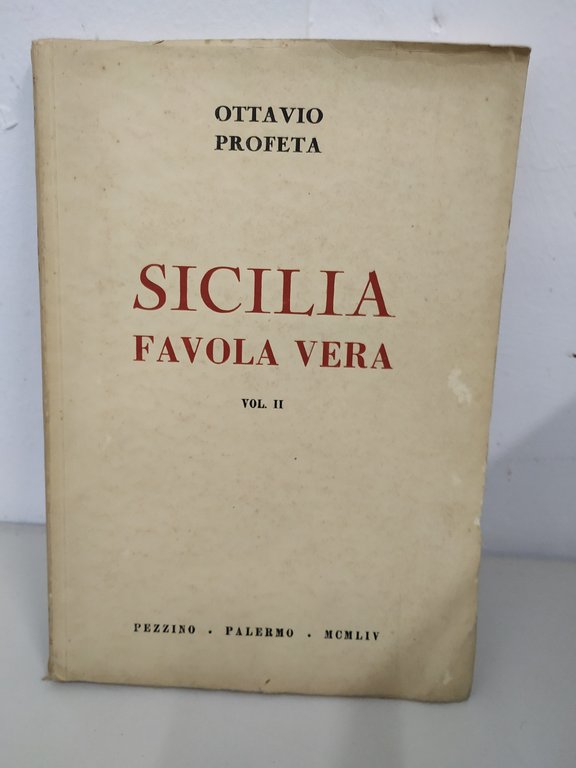 OTTAVIO
PROFETA
SICILIA
FAVOLA VERA
VOL. II
PEZZINO . PALERMO . MCMLIV